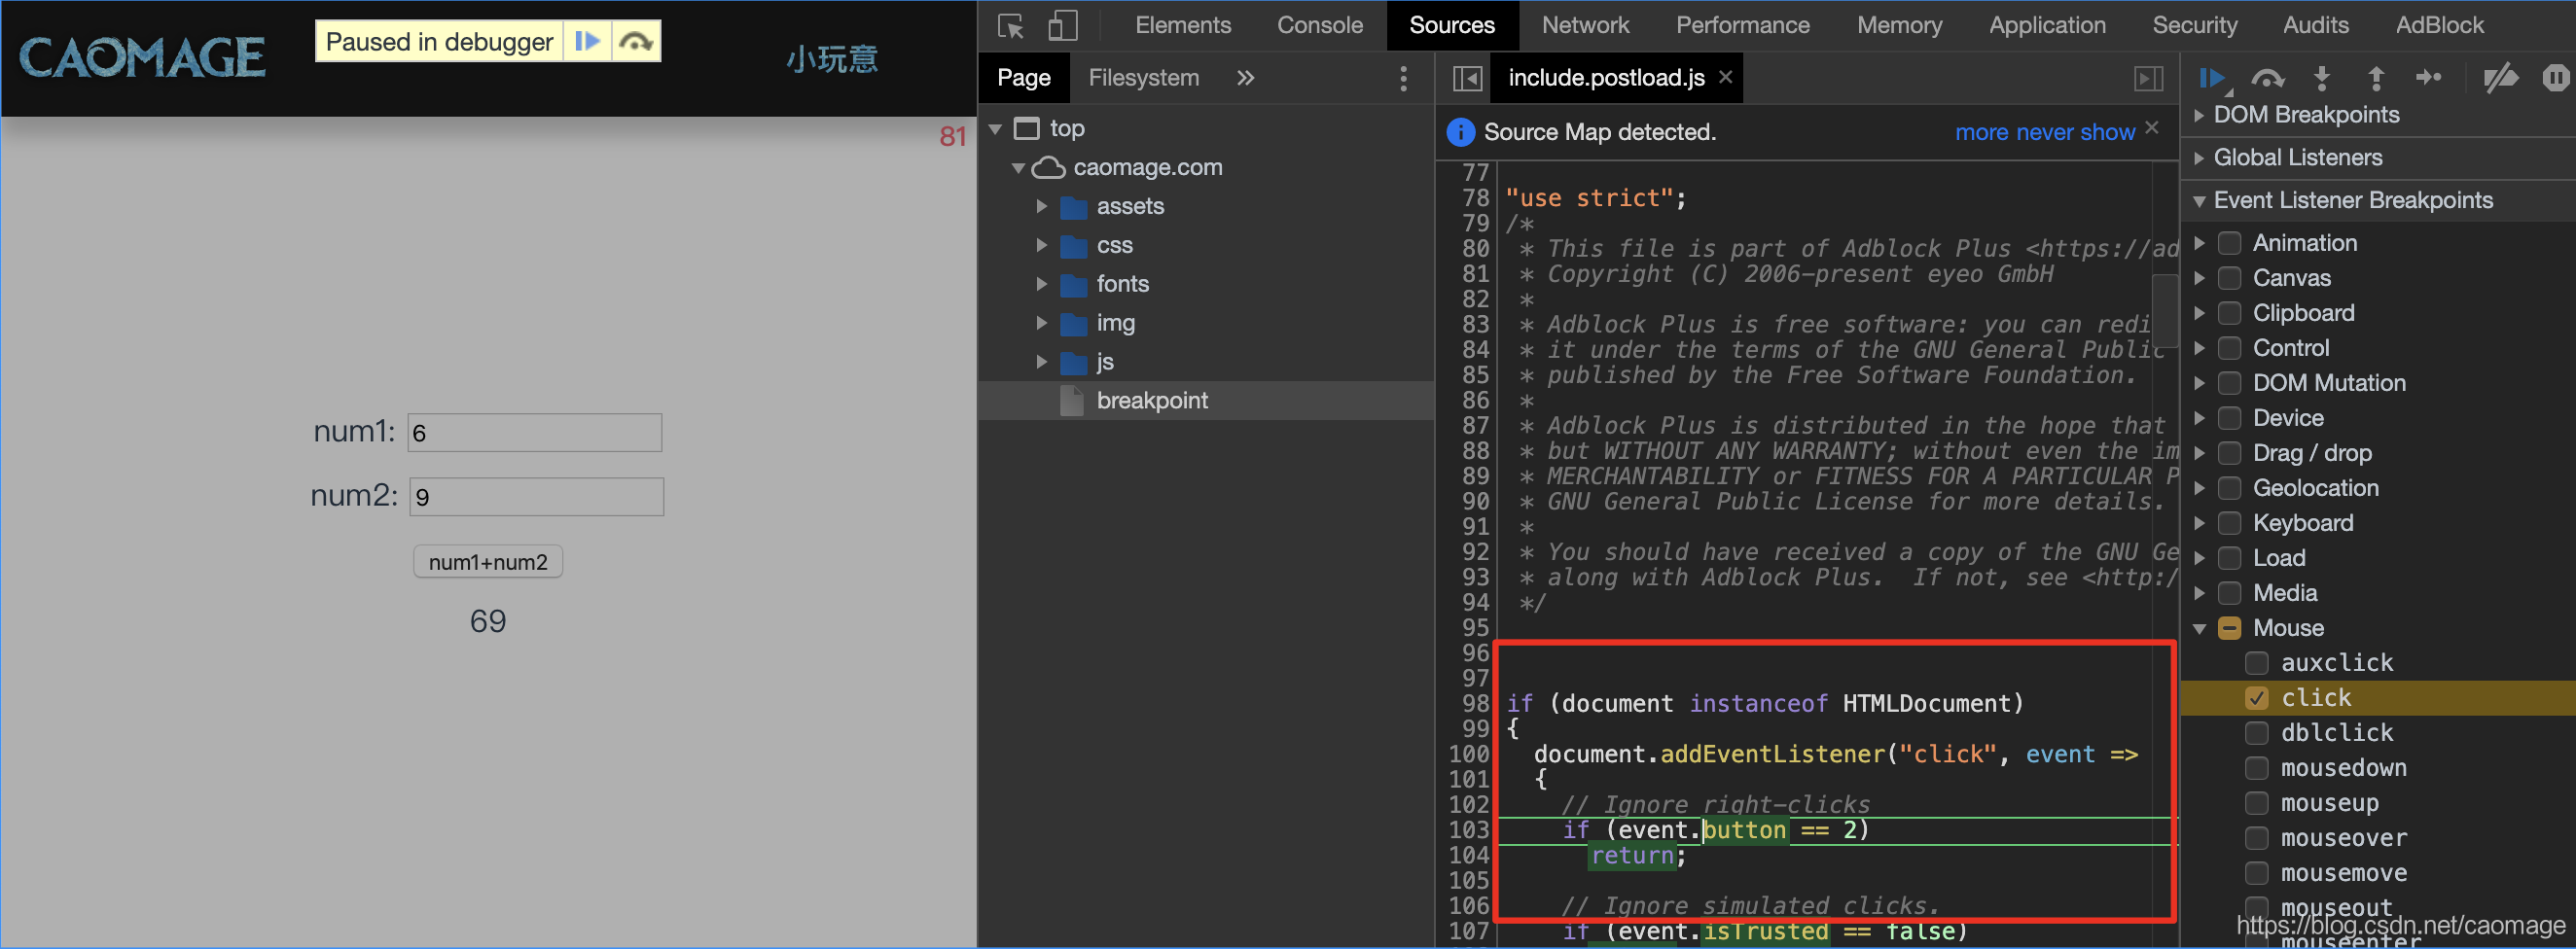 CAOMAGE
Paused in debugger
小玩意
81
num1: 6
num2: 9
num1+num2
69
Elements Console Sources Network Performance Memory Application Security Audits AdBlock
Page Filesystem »
top
caomage.com
assets
css
fonts
img
js
breakpoint
include.postload.js ×
Source Map detected. more never show ×
77
78 "use strict";
79 /*
80 * This file is part of Adblock Plus <https://ad
81 * Copyright (C) 2006-present eyeo GmbH
82 *
83 * Adblock Plus is free software: you can redi
84 * it under the terms of the GNU General Public
85 * published by the Free Software Foundation.
86 *
87 * Adblock Plus is distributed in the hope that
88 * but WITHOUT ANY WARRANTY; without even the im
89 * MERCHANTABILITY or FITNESS FOR A PARTICULAR P
90 * GNU General Public License for more details.
91 *
92 * You should have received a copy of the GNU Ge
93 * along with Adblock Plus.  If not, see <http:/
94 */
95
96
97
98 if (document instanceof HTMLDocument)
99 {
100 document.addEventListener("click", event =>
101 {
102 // Ignore right-clicks
103 if (event.button == 2)
104 return;
105
106 // Ignore simulated clicks.
107 if (event.isTrusted == false)
DOM Breakpoints
Global Listeners
Event Listener Breakpoints
Animation
Canvas
Clipboard
Control
DOM Mutation
Device
Drag / drop
Geolocation
Keyboard
Load
Media
Mouse
auxclick
click
dblclick
mousedown
mouseup
mouseover
mousemove
mouseout
mouseenter
https://blog.csdn.net/caomage